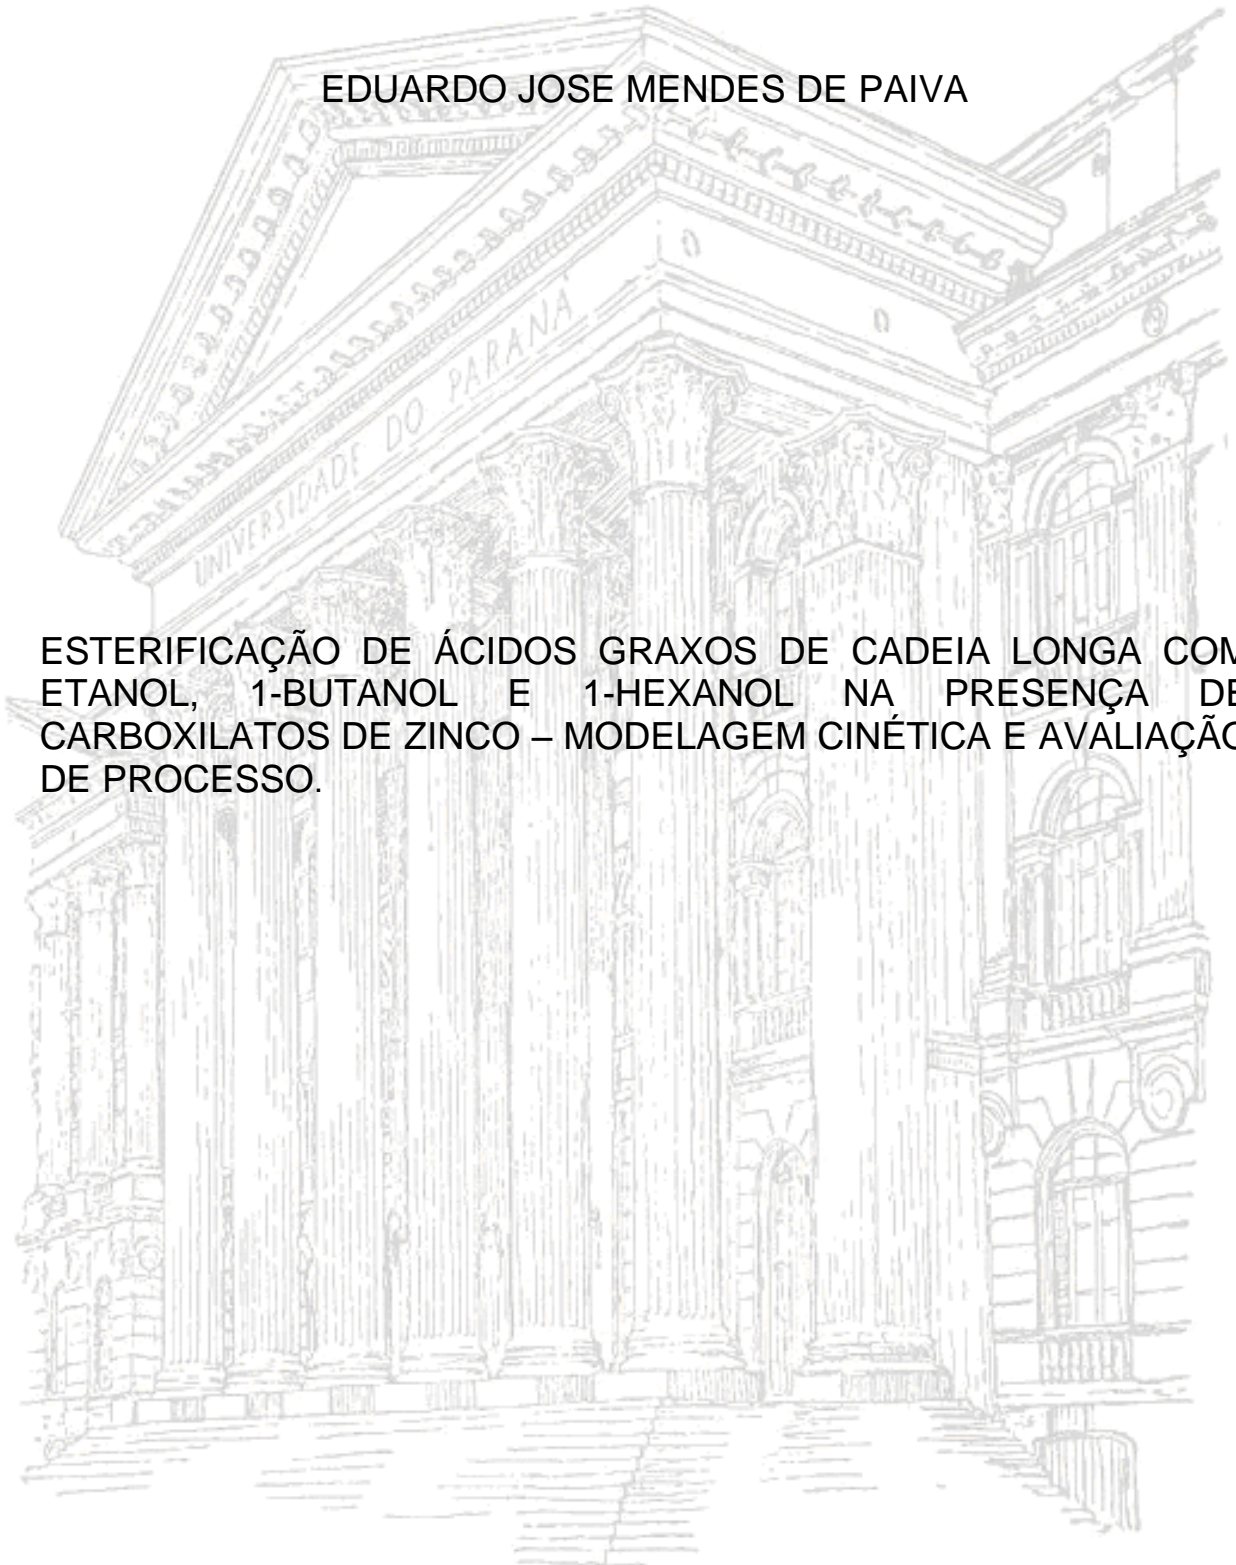 EDUARDO JOSE MENDES DE PAIVA
UNIVERSIDADE DO PARANÁ
ESTERIFICAÇÃO DE ÁCIDOS GRAXOS DE CADEIA LONGA COM
ETANOL, 1-BUTANOL E 1-HEXANOL NA PRESENÇA DE
CARBOXILATOS DE ZINCO – MODELAGEM CINÉTICA E AVALIAÇÃO
DE PROCESSO.